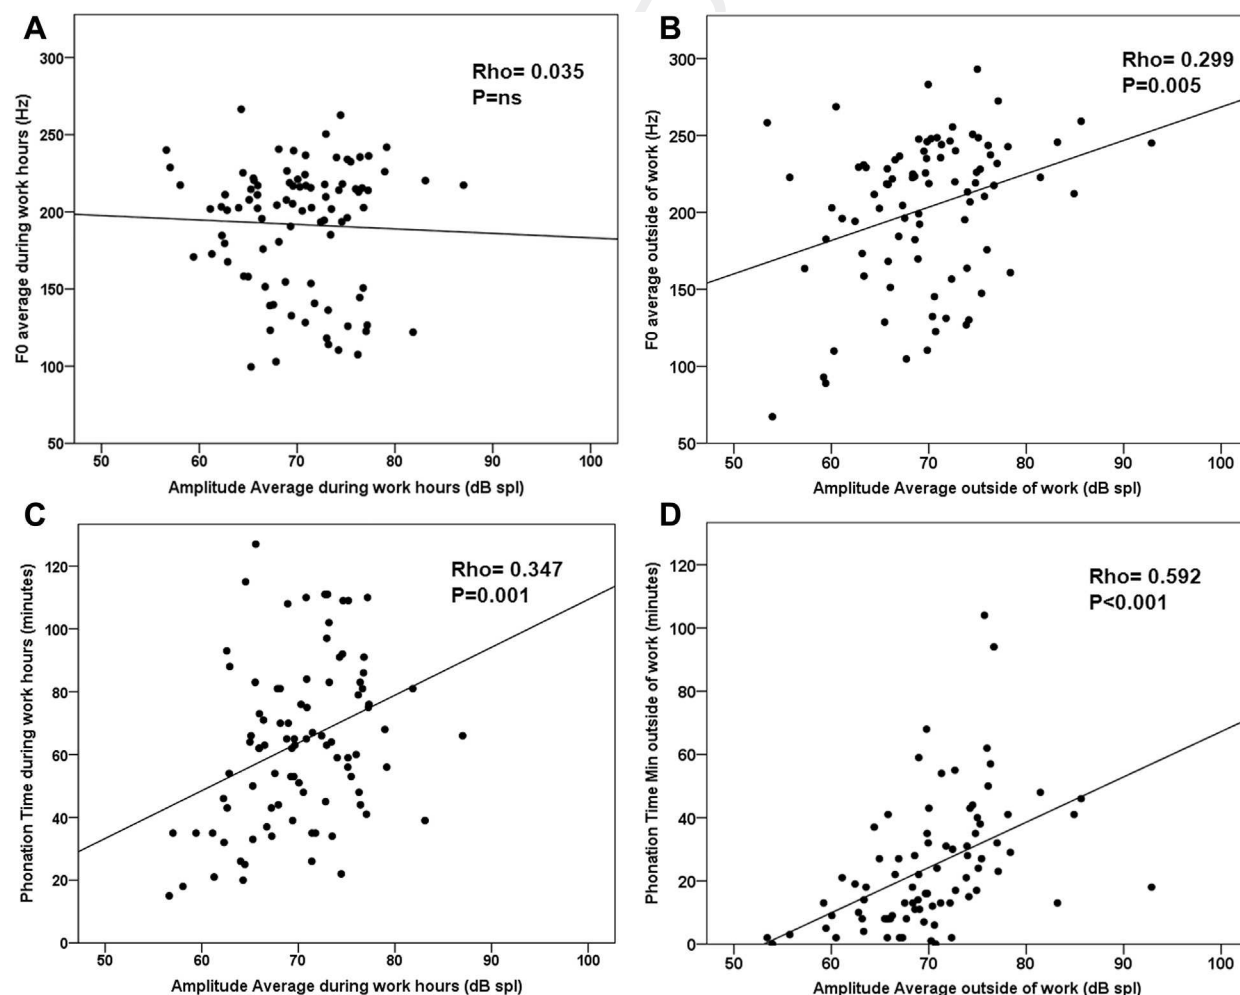 A
Rho= 0.035
P=ns
F0 average during work hours (Hz)
300
250
200
150
100
50
50 60 70 80 90 100
Amplitude Average during work hours (dB spl)
B
Rho= 0.299
P=0.005
F0 average outside of work (Hz)
300
250
200
150
100
50
50 60 70 80 90 100
Amplitude Average outside of work (dB spl)
C
Rho= 0.347
P=0.001
Phonation Time during work hours (minutes)
120
100
80
60
40
20
0
50 60 70 80 90 100
Amplitude Average during work hours (dB spl)
D
Rho= 0.592
P<0.001
Phonation Time Min outside of work (minutes)
120
100
80
60
40
20
0
50 60 70 80 90 100
Amplitude Average outside of work (dB spl)